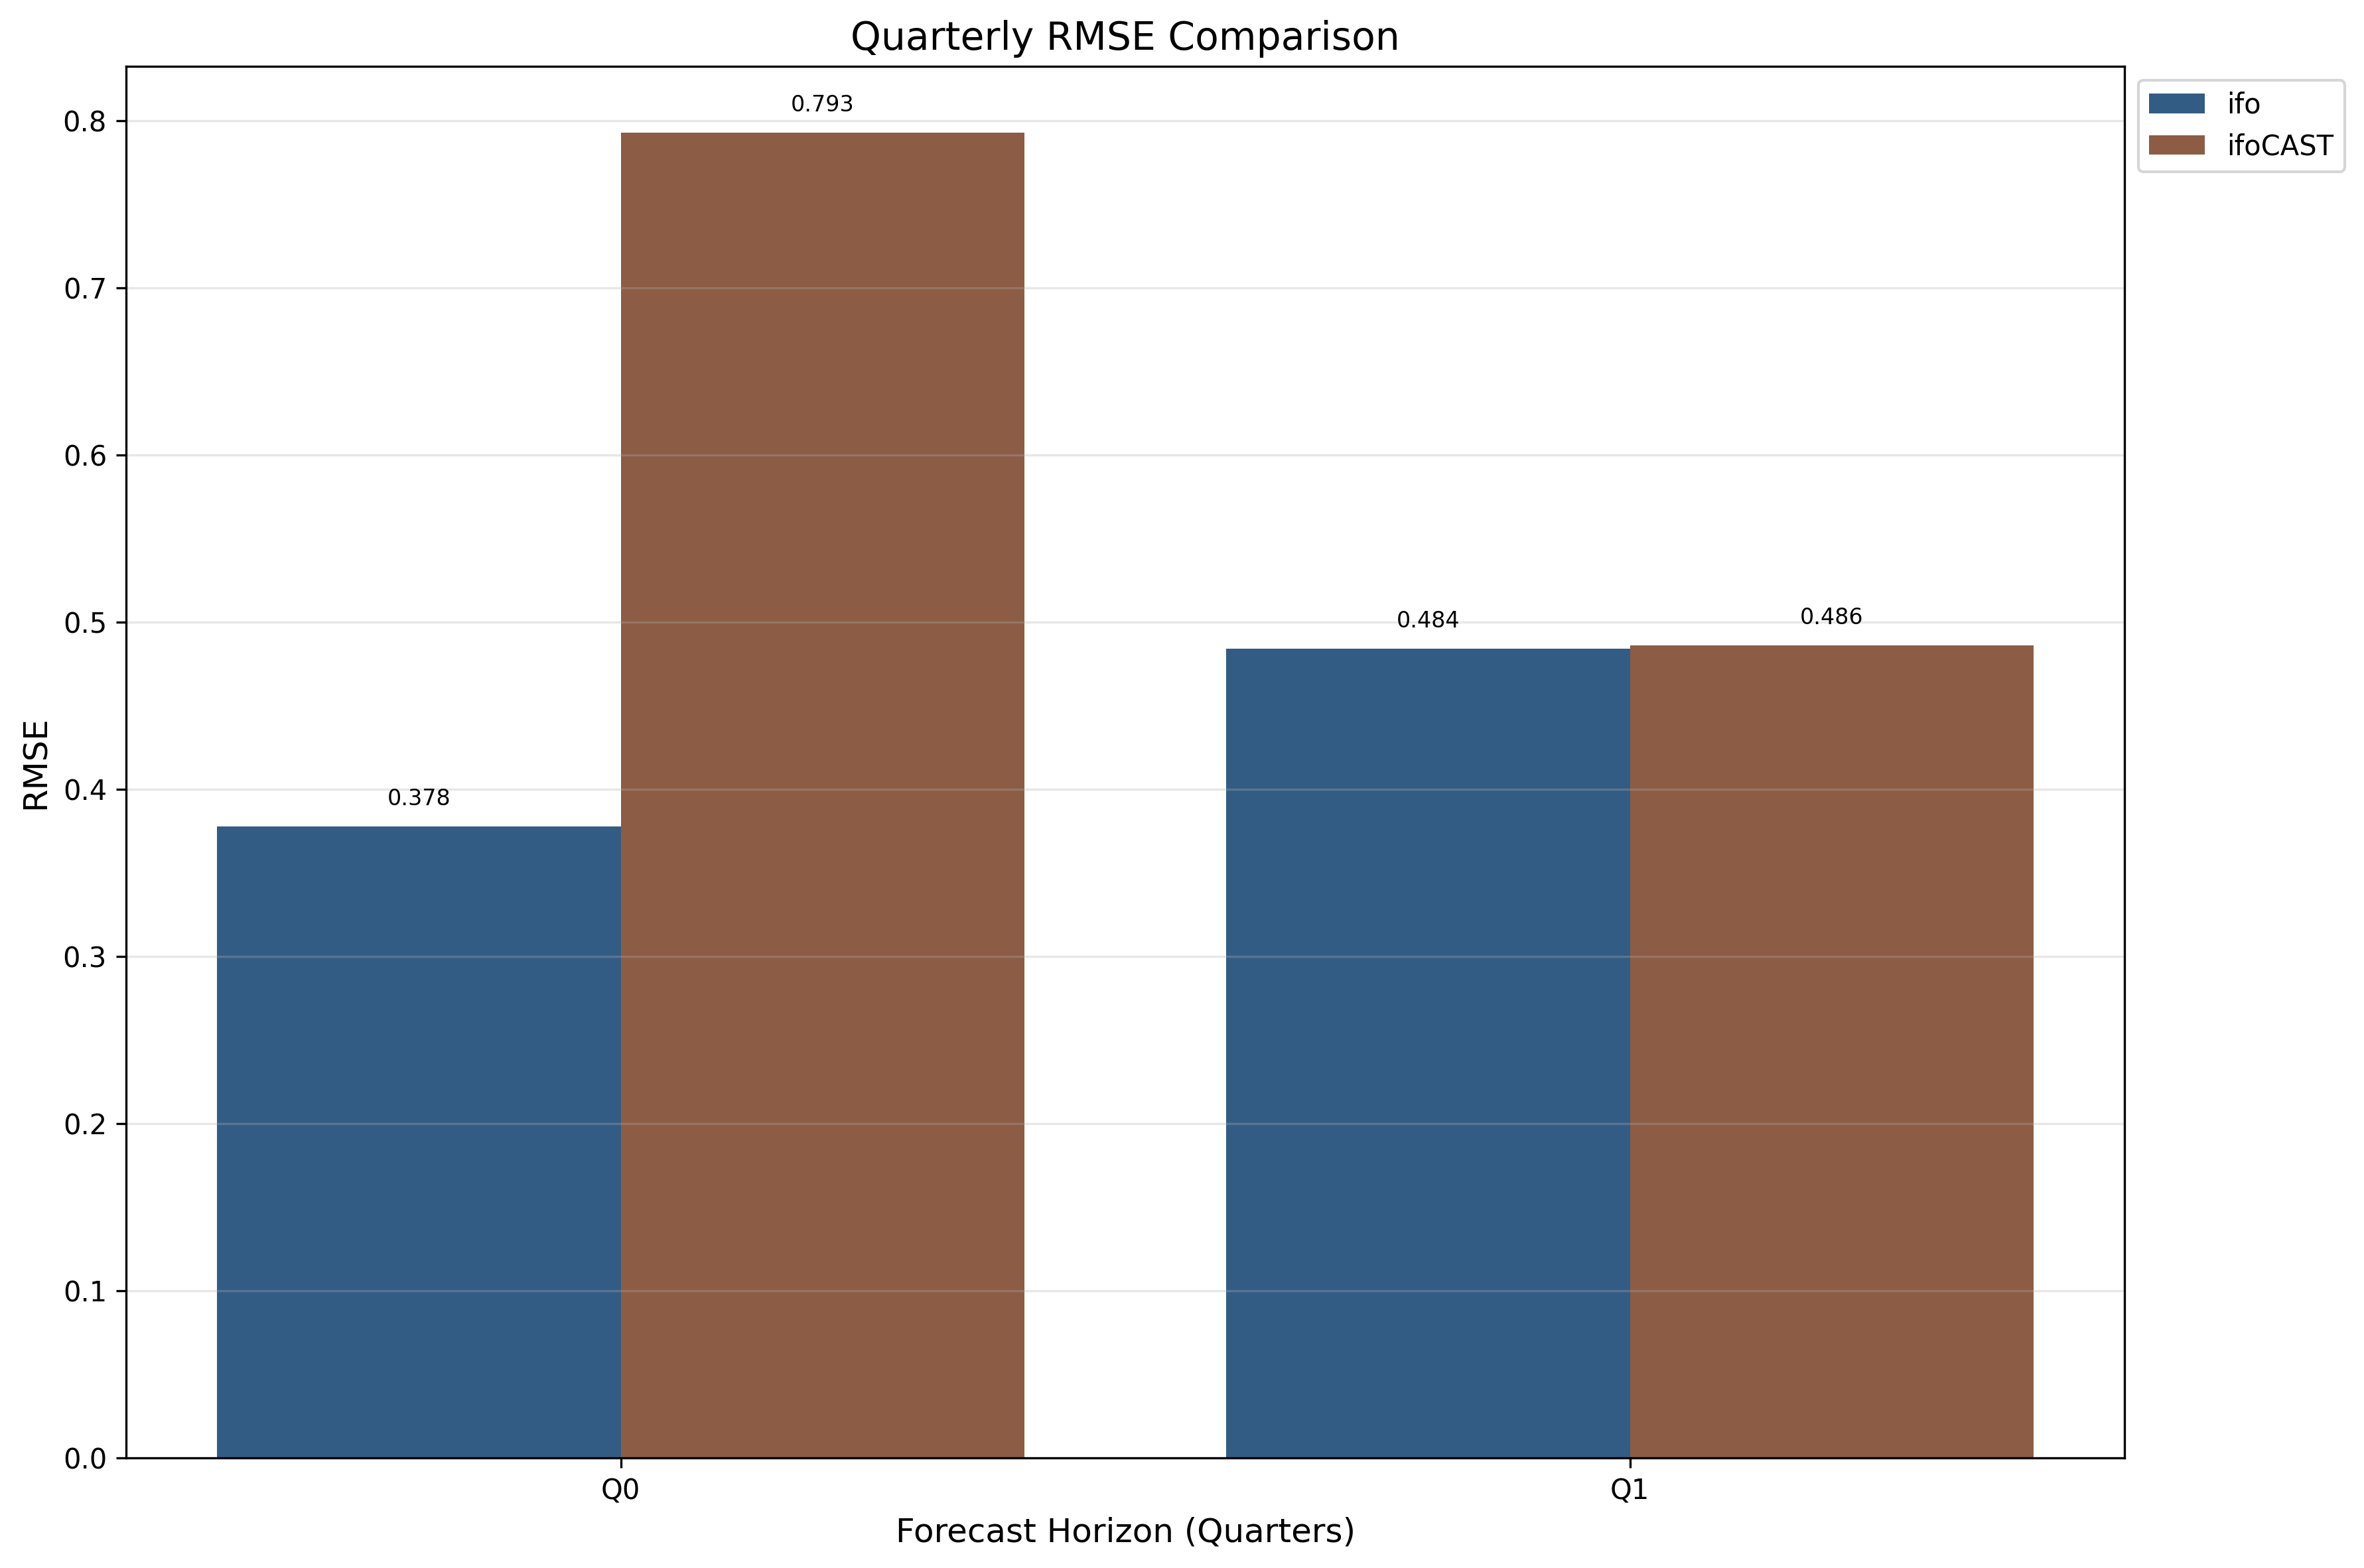 Quarterly RMSE Comparison
ifo
ifoCAST
RMSE
0.8
0.7
0.6
0.5
0.4
0.3
0.2
0.1
0.0
0.378
0.793
0.484
0.486
Q0
Q1
Forecast Horizon (Quarters)